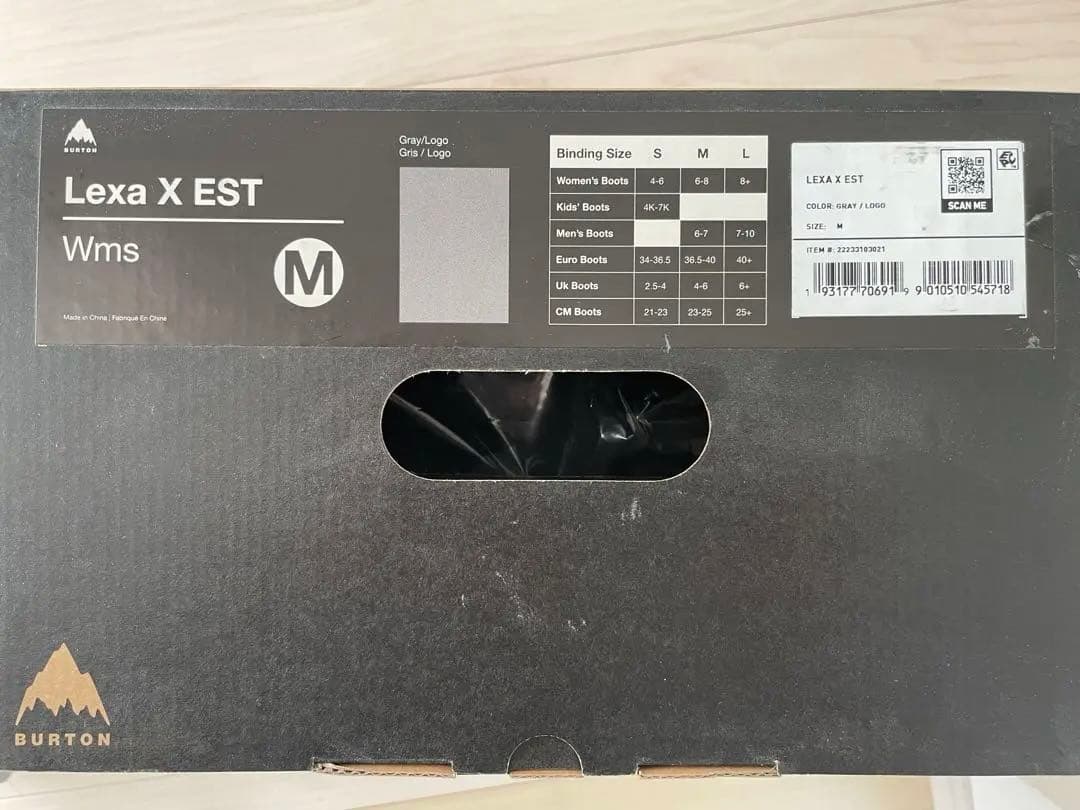 BURTON
Lexa X EST
Wms
M
Made in China | Fabriqué En Chine
Gray/Logo
Gris / Logo
Binding Size S M L
Women's Boots 4-6 6-8 8+
Kids' Boots 4K-7K
Men's Boots 6-7 7-10
Euro Boots 34-36.5 36.5-40 40+
Uk Boots 2.5-4 4-6 6+
CM Boots 21-23 23-25 25+
LEXA X EST
COLOR: GRAY / LOGO
SIZE: M
SCAN ME
ITEM #: 22233103021
1 93177 70691 9 9 010510 545718
BURTON